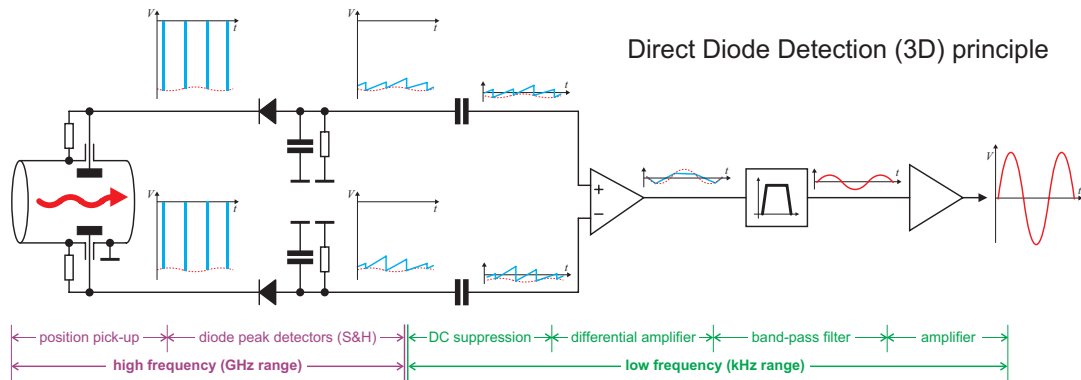 Direct Diode Detection (3D) principle
V
t
V
t
t
V
t
V
t
t
+
−
t
t
V
t
position pick-up
diode peak detectors (S&H)
DC suppression
differential amplifier
band-pass filter
amplifier
high frequency (GHz range)
low frequency (kHz range)